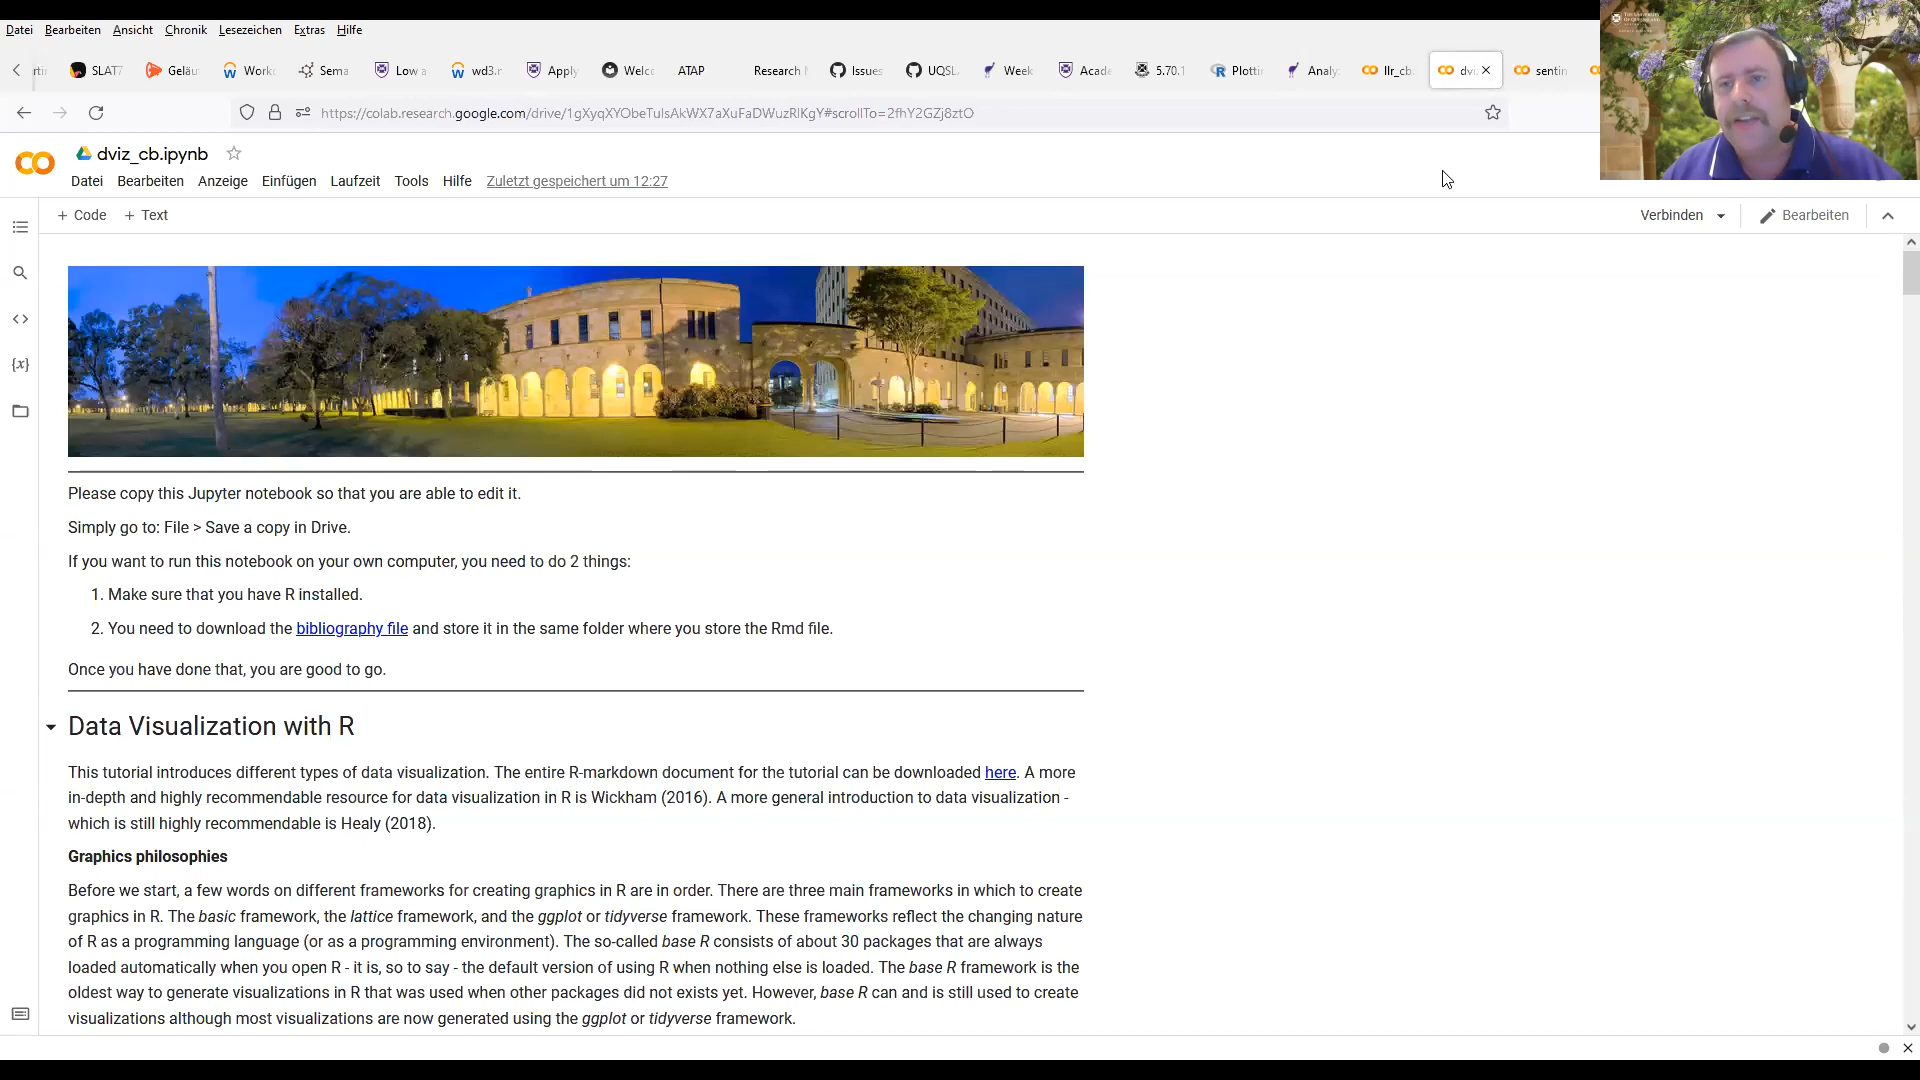 Datei Bearbeiten Ansicht Chronik Lesezeichen Extras Hilfe
SLAT7 Geläu Work Sema Low a wd3.r Apply Welc ATAP Research Issues UQSL Week Acade 5.70.1 Plottin Analy llr_cb. dvi sentin
https://colab.research.google.com/drive/1gXyqXYObeTulsAkWX7aXuFaDWuzRlKgY#scrollTo=2fhY2GZj8ztO
dviz_cb.ipynb
Datei Bearbeiten Anzeige Einfügen Laufzeit Tools Hilfe Zuletzt gespeichert um 12:27
+ Code + Text Verbinden Bearbeiten
Please copy this Jupyter notebook so that you are able to edit it.
Simply go to: File > Save a copy in Drive.
If you want to run this notebook on your own computer, you need to do 2 things:
1. Make sure that you have R installed.
2. You need to download the bibliography file and store it in the same folder where you store the Rmd file.
Once you have done that, you are good to go.
Data Visualization with R
This tutorial introduces different types of data visualization. The entire R-markdown document for the tutorial can be downloaded here. A more
in-depth and highly recommendable resource for data visualization in R is Wickham (2016). A more general introduction to data visualization -
which is still highly recommendable is Healy (2018).
Graphics philosophies
Before we start, a few words on different frameworks for creating graphics in R are in order. There are three main frameworks in which to create
graphics in R. The basic framework, the lattice framework, and the ggplot or tidyverse framework. These frameworks reflect the changing nature
of R as a programming language (or as a programming environment). The so-called base R consists of about 30 packages that are always
loaded automatically when you open R - it is, so to say - the default version of using R when nothing else is loaded. The base R framework is the
oldest way to generate visualizations in R that was used when other packages did not exists yet. However, base R can and is still used to create
visualizations although most visualizations are now generated using the ggplot or tidyverse framework.